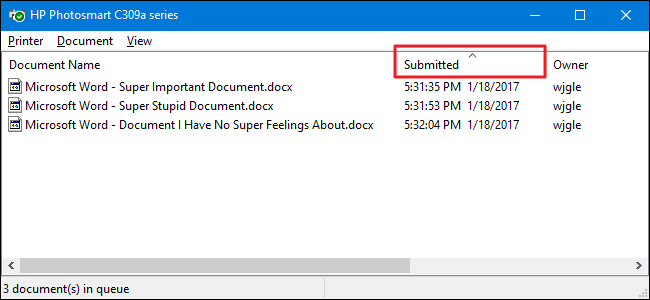 HP Photosmart C309a series
Printer Document View
Document Name Submitted Owner
Microsoft Word - Super Important Document.docx 5:31:35 PM 1/18/2017 wjgle
Microsoft Word - Super Stupid Document.docx 5:31:53 PM 1/18/2017 wjgle
Microsoft Word - Document I Have No Super Feelings About.docx 5:32:04 PM 1/18/2017 wjgle
3 document(s) in queue